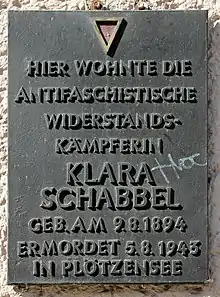 HIER WOHNTE DIE
ANTIFASCHISTISCHE
WIDERSTANDS-
KÄMPFERIN
KLARA
SCHABBEL
GEB. AM 9.8.1894
ERMORDET 5.8.1943
IN PLÖTZENSEE